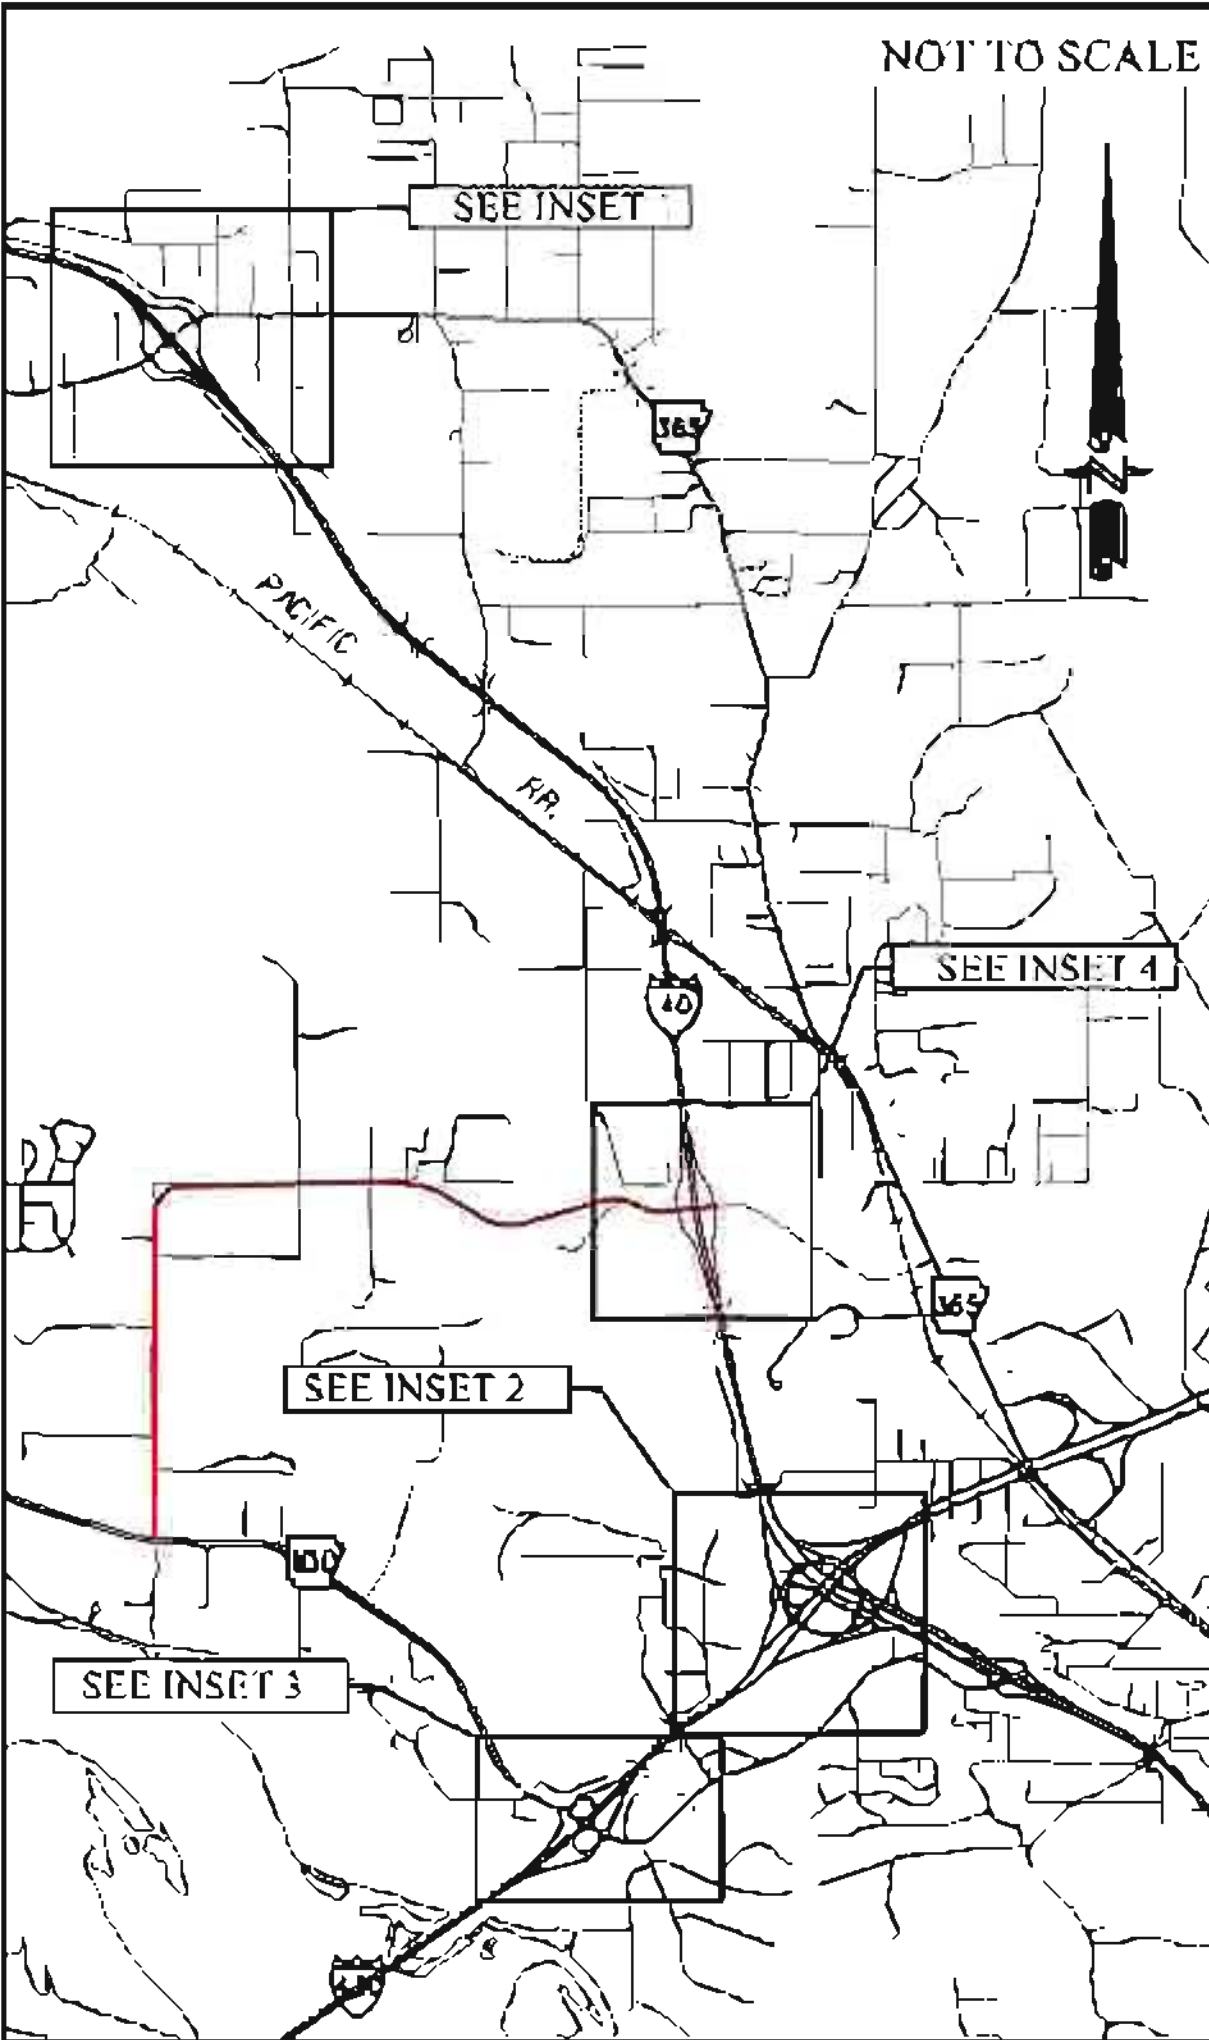 NOT TO SCALE
SEE INSET
365
N
PACIFIC
RR.
SEE INSET 4
40
365
SEE INSET 2
100
SEE INSET 3